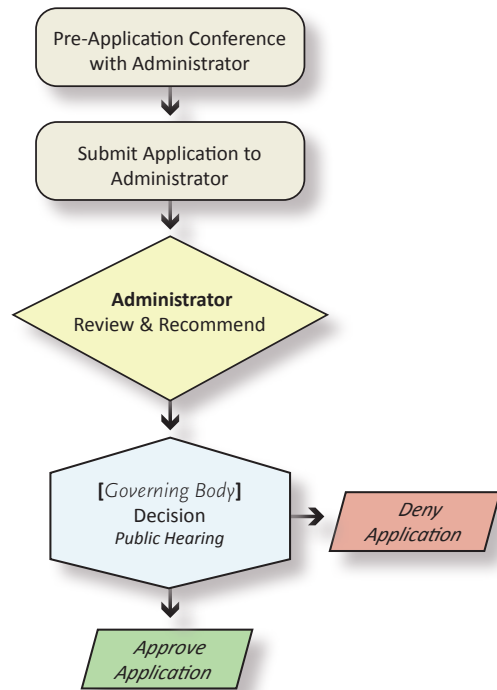 Pre-Application Conference
with Administrator
Submit Application to
Administrator
Administrator
Review & Recommend
[Governing Body]
Decision
Public Hearing
Deny
Application
Approve
Application